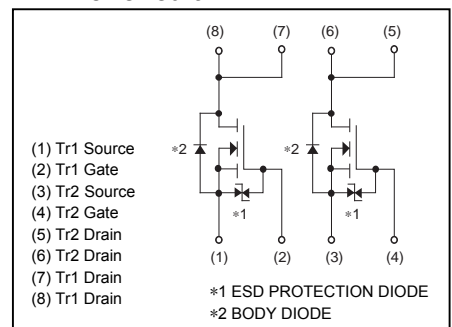 (8) (7) (6) (5)
(1) Tr1 Source
(2) Tr1 Gate
(3) Tr2 Source
(4) Tr2 Gate
(5) Tr2 Drain
(6) Tr2 Drain
(7) Tr1 Drain
(8) Tr1 Drain
∗2 ∗2
∗1 ∗1
(1) (2) (3) (4)
∗1 ESD PROTECTION DIODE
∗2 BODY DIODE